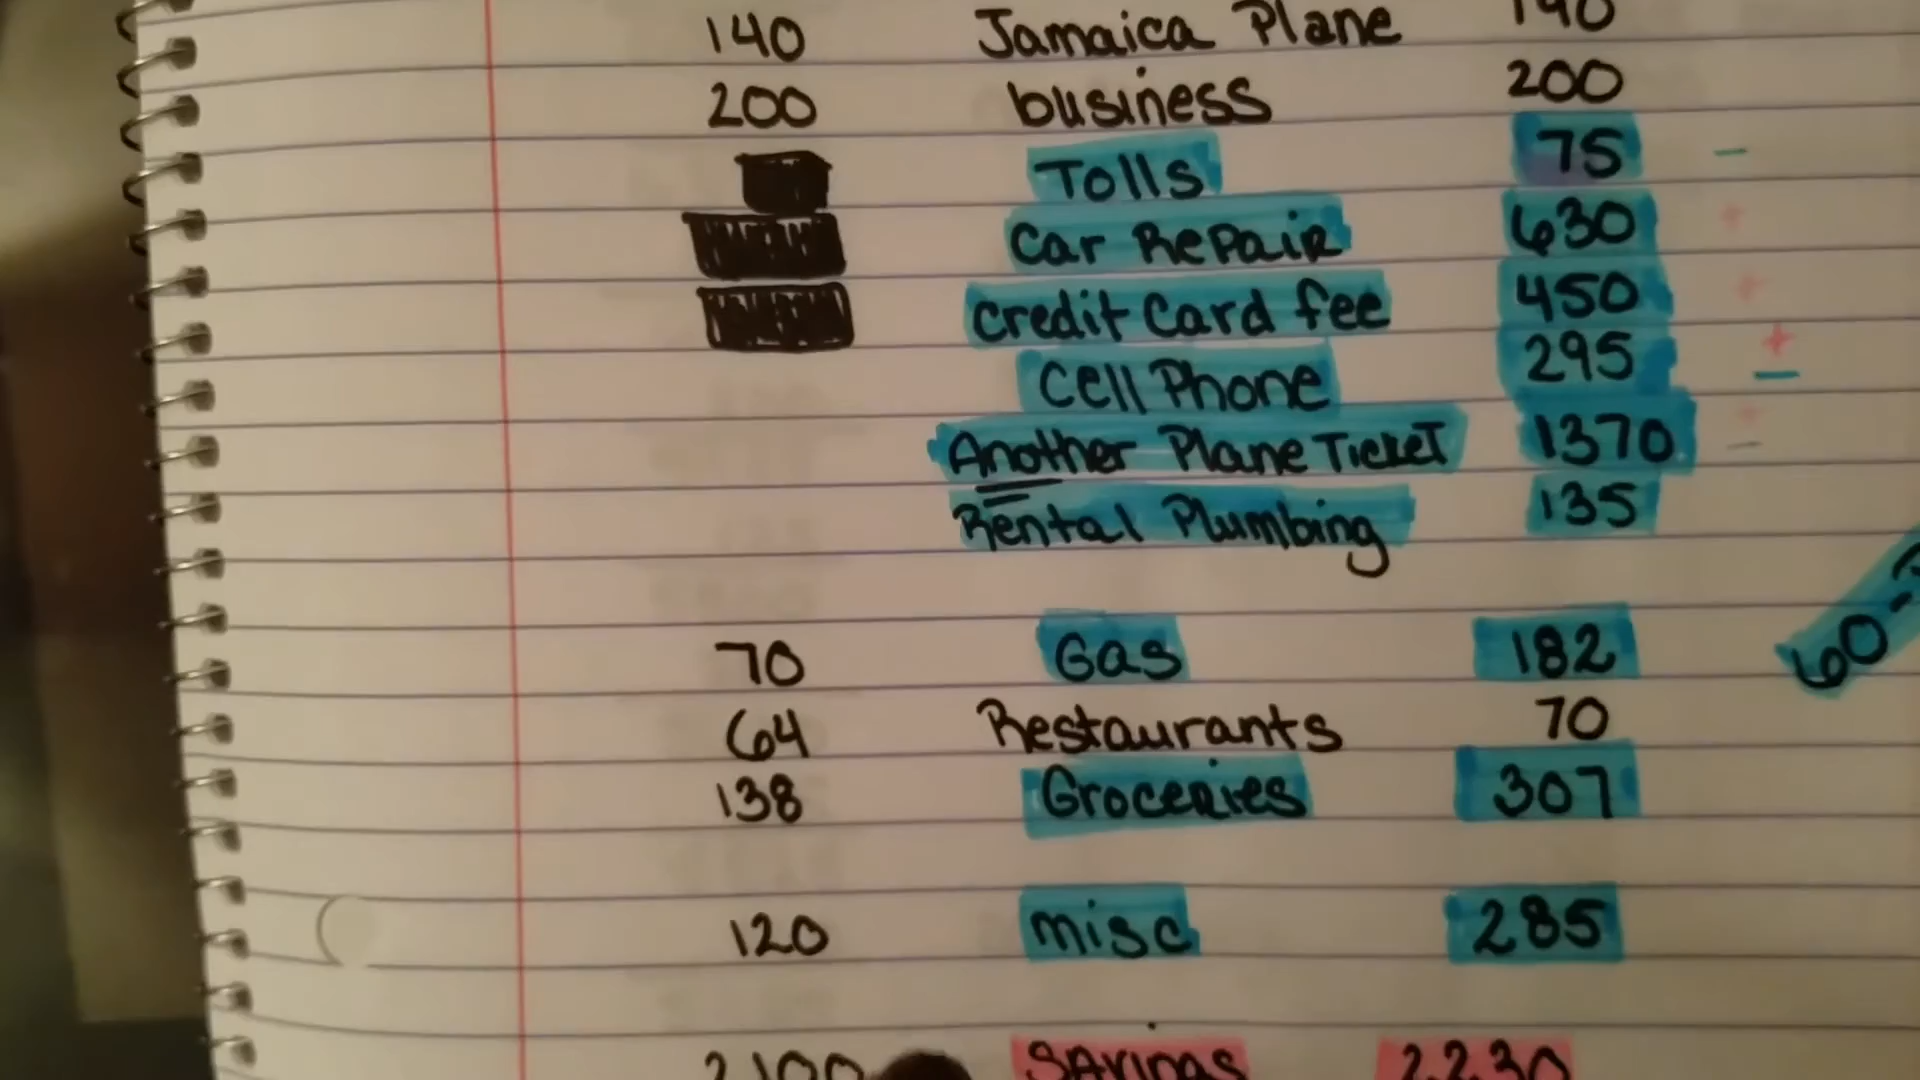 140 Jamaica Plane 140
200 business 200
Tolls 75 -
Car Repair 630 +
Credit Card fee 450 +
Cell Phone 295 + -
Another Plane Ticket 1370 + -
Rental Plumbing 135
70 Gas 182
60 -
64 Restaurants 70
138 Groceries 307
120 misc 285
2100 Savings 2230